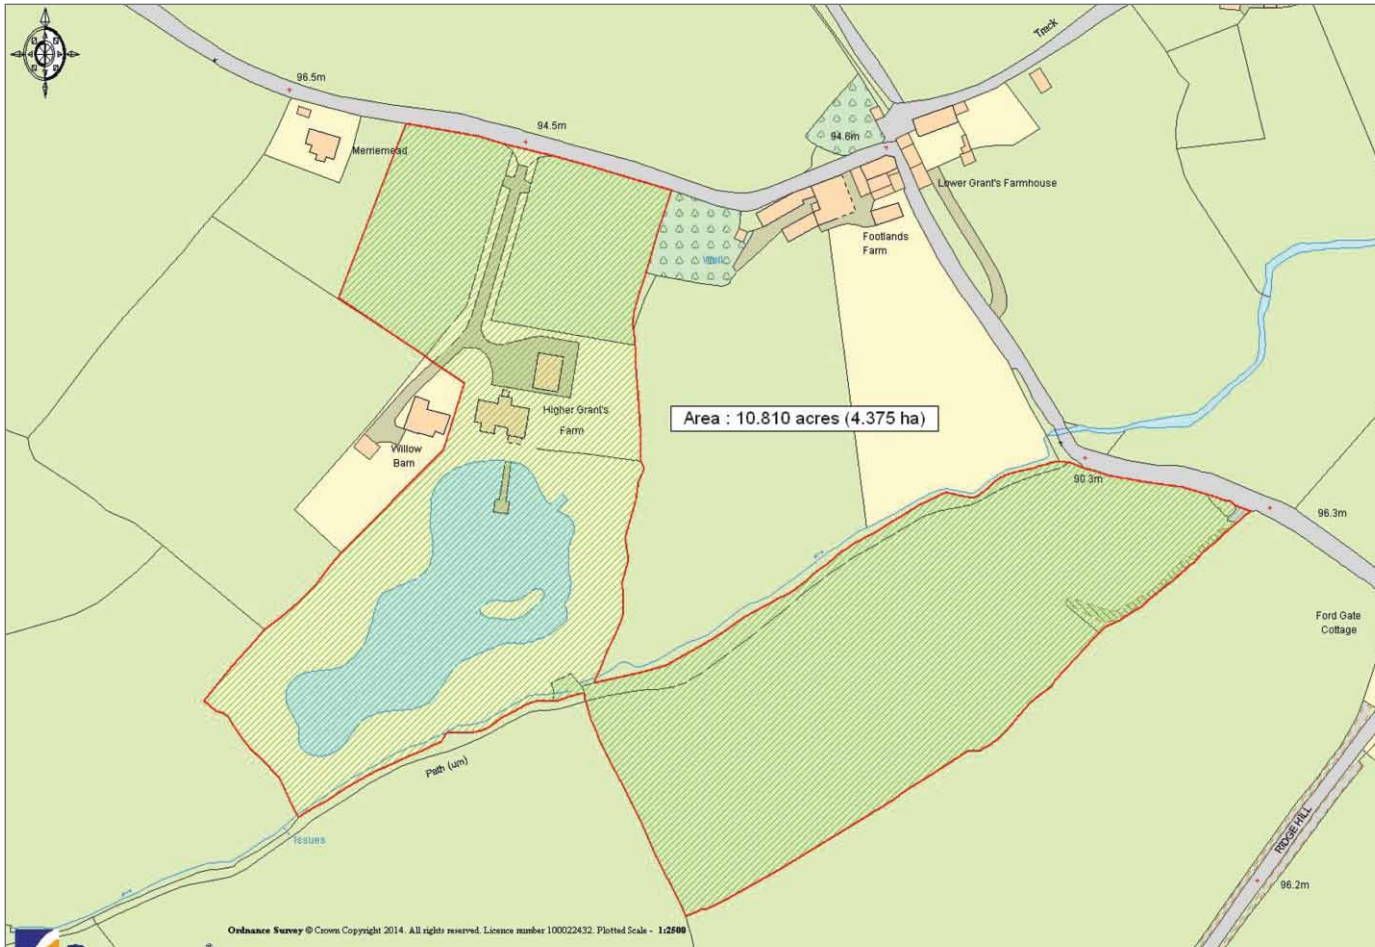 Track
96.5m
94.5m
94.6m
Merriemead
Lower Grant's Farmhouse
Footlands
Farm
Well
Area : 10.810 acres (4.375 ha)
Higher Grant's
Farm
Willow
Barn
90.3m
96.3m
Ford Gate
Cottage
Path (um)
Issues
RIDGE HILL
96.2m
Ordnance Survey © Crown Copyright 2014. All rights reserved. Licence number 100022432. Plotted Scale - 1:2500